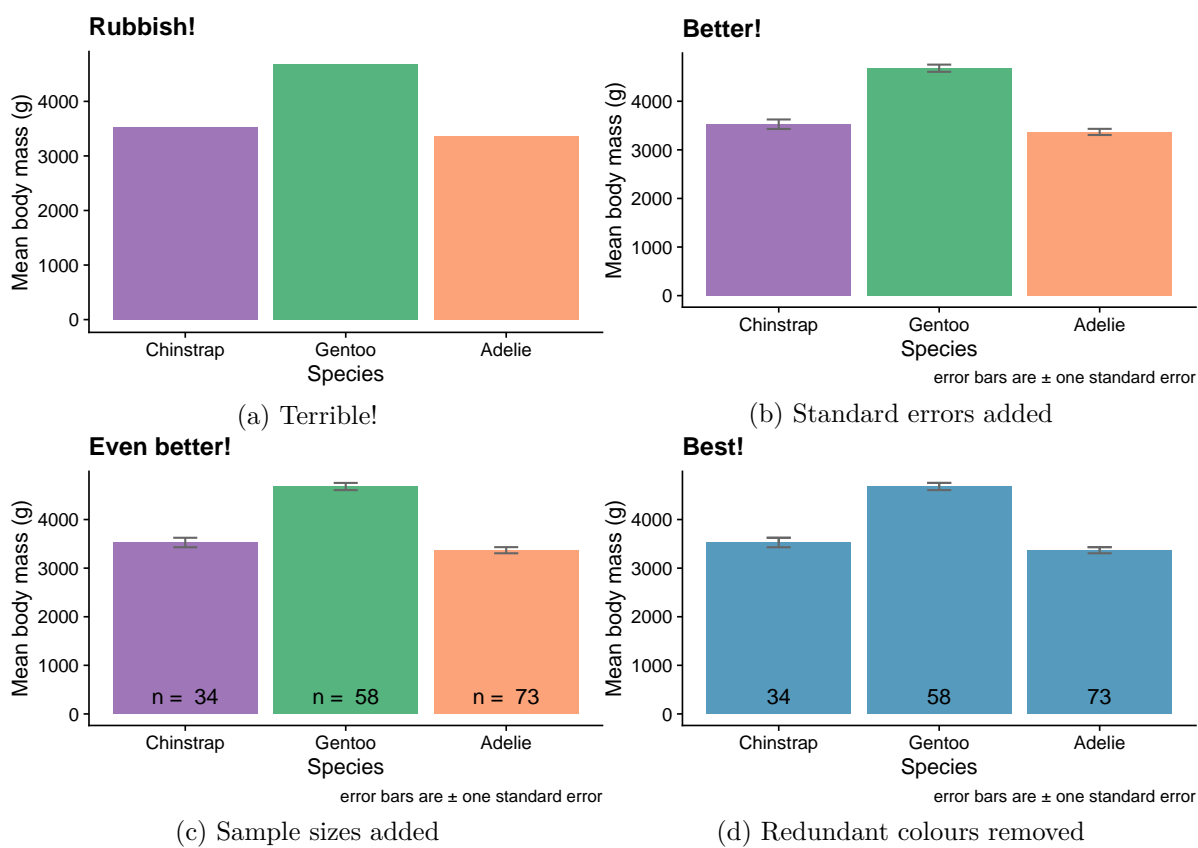 Rubbish!
Mean body mass (g)
4000
3000
2000
1000
0
Chinstrap Gentoo Adelie
Species
(a) Terrible!
Better!
Mean body mass (g)
4000
3000
2000
1000
0
Chinstrap Gentoo Adelie
Species
error bars are ± one standard error
(b) Standard errors added
Even better!
Mean body mass (g)
4000
3000
2000
1000
0
n = 34 n = 58 n = 73
Chinstrap Gentoo Adelie
Species
error bars are ± one standard error
(c) Sample sizes added
Best!
Mean body mass (g)
4000
3000
2000
1000
0
34 58 73
Chinstrap Gentoo Adelie
Species
error bars are ± one standard error
(d) Redundant colours removed